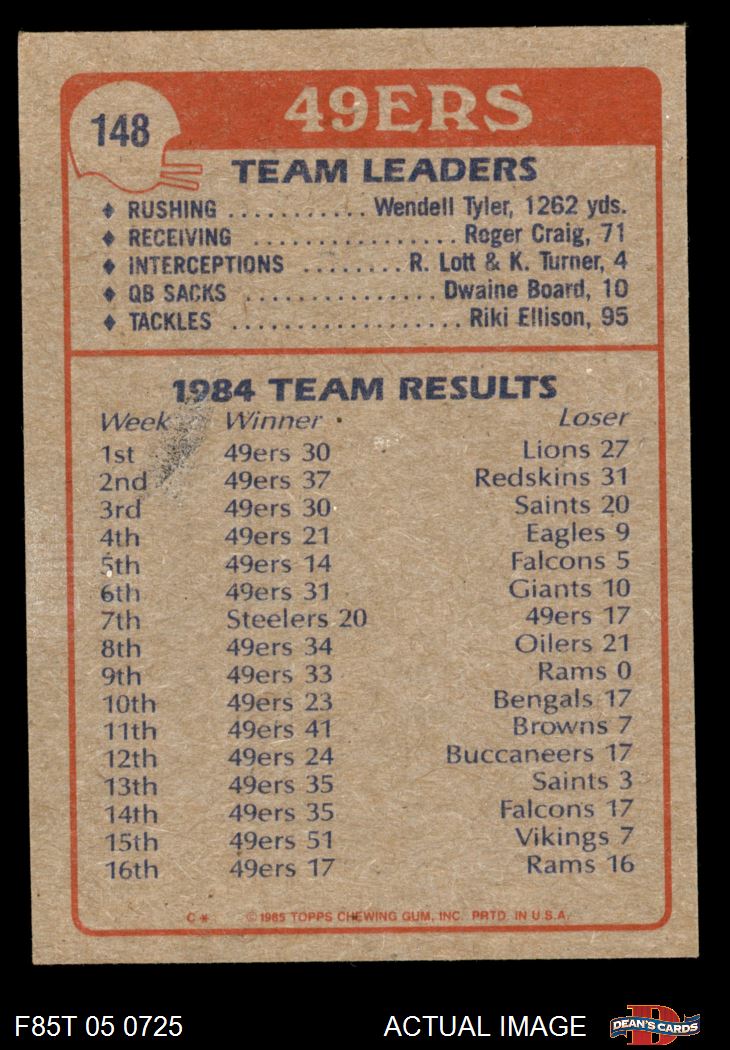 148
49ERS
TEAM LEADERS
♦ RUSHING ........... Wendell Tyler, 1262 yds.
♦ RECEIVING ................. Roger Craig, 71
♦ INTERCEPTIONS ........ R. Lott & K. Turner, 4
♦ QB SACKS ................ Dwaine Board, 10
♦ TACKLES .................... Riki Ellison, 95
1984 TEAM RESULTS
Week Winner Loser
1st 49ers 30 Lions 27
2nd 49ers 37 Redskins 31
3rd 49ers 30 Saints 20
4th 49ers 21 Eagles 9
5th 49ers 14 Falcons 5
6th 49ers 31 Giants 10
7th Steelers 20 49ers 17
8th 49ers 34 Oilers 21
9th 49ers 33 Rams 0
10th 49ers 23 Bengals 17
11th 49ers 41 Browns 7
12th 49ers 24 Buccaneers 17
13th 49ers 35 Saints 3
14th 49ers 35 Falcons 17
15th 49ers 51 Vikings 7
16th 49ers 17 Rams 16
C* © 1985 TOPPS CHEWING GUM, INC. PRTD. IN U.S.A.
F85T 05 0725 ACTUAL IMAGE D DEAN'S CARDS